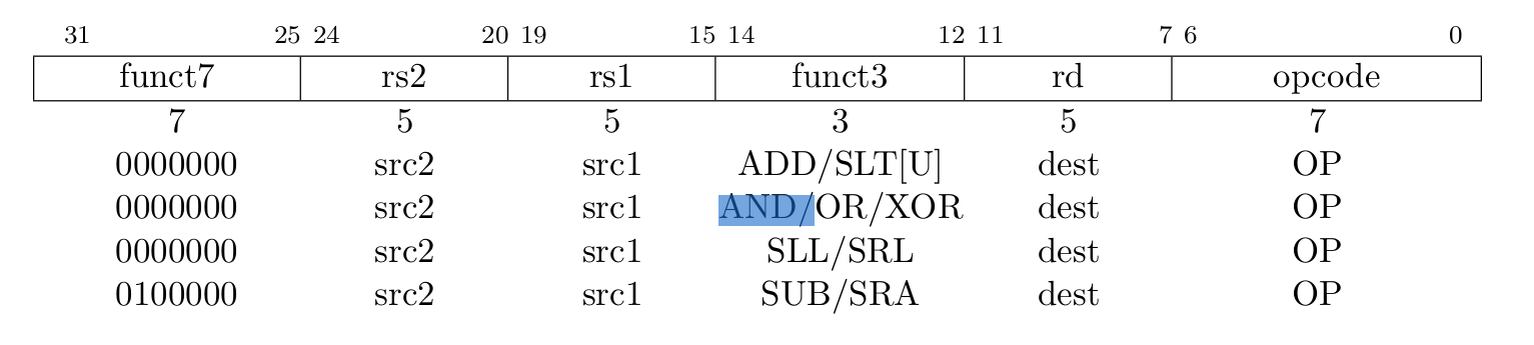 31 25 24 20 19 15 14 12 11 7 6 0
funct7 rs2 rs1 funct3 rd opcode
7 5 5 3 5 7
0000000 src2 src1 ADD/SLT[U] dest OP
0000000 src2 src1 AND/OR/XOR dest OP
0000000 src2 src1 SLL/SRL dest OP
0100000 src2 src1 SUB/SRA dest OP